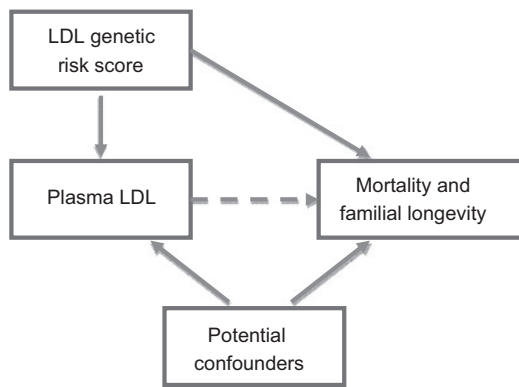 LDL genetic
risk score
Plasma LDL
Mortality and
familial longevity
Potential
confounders